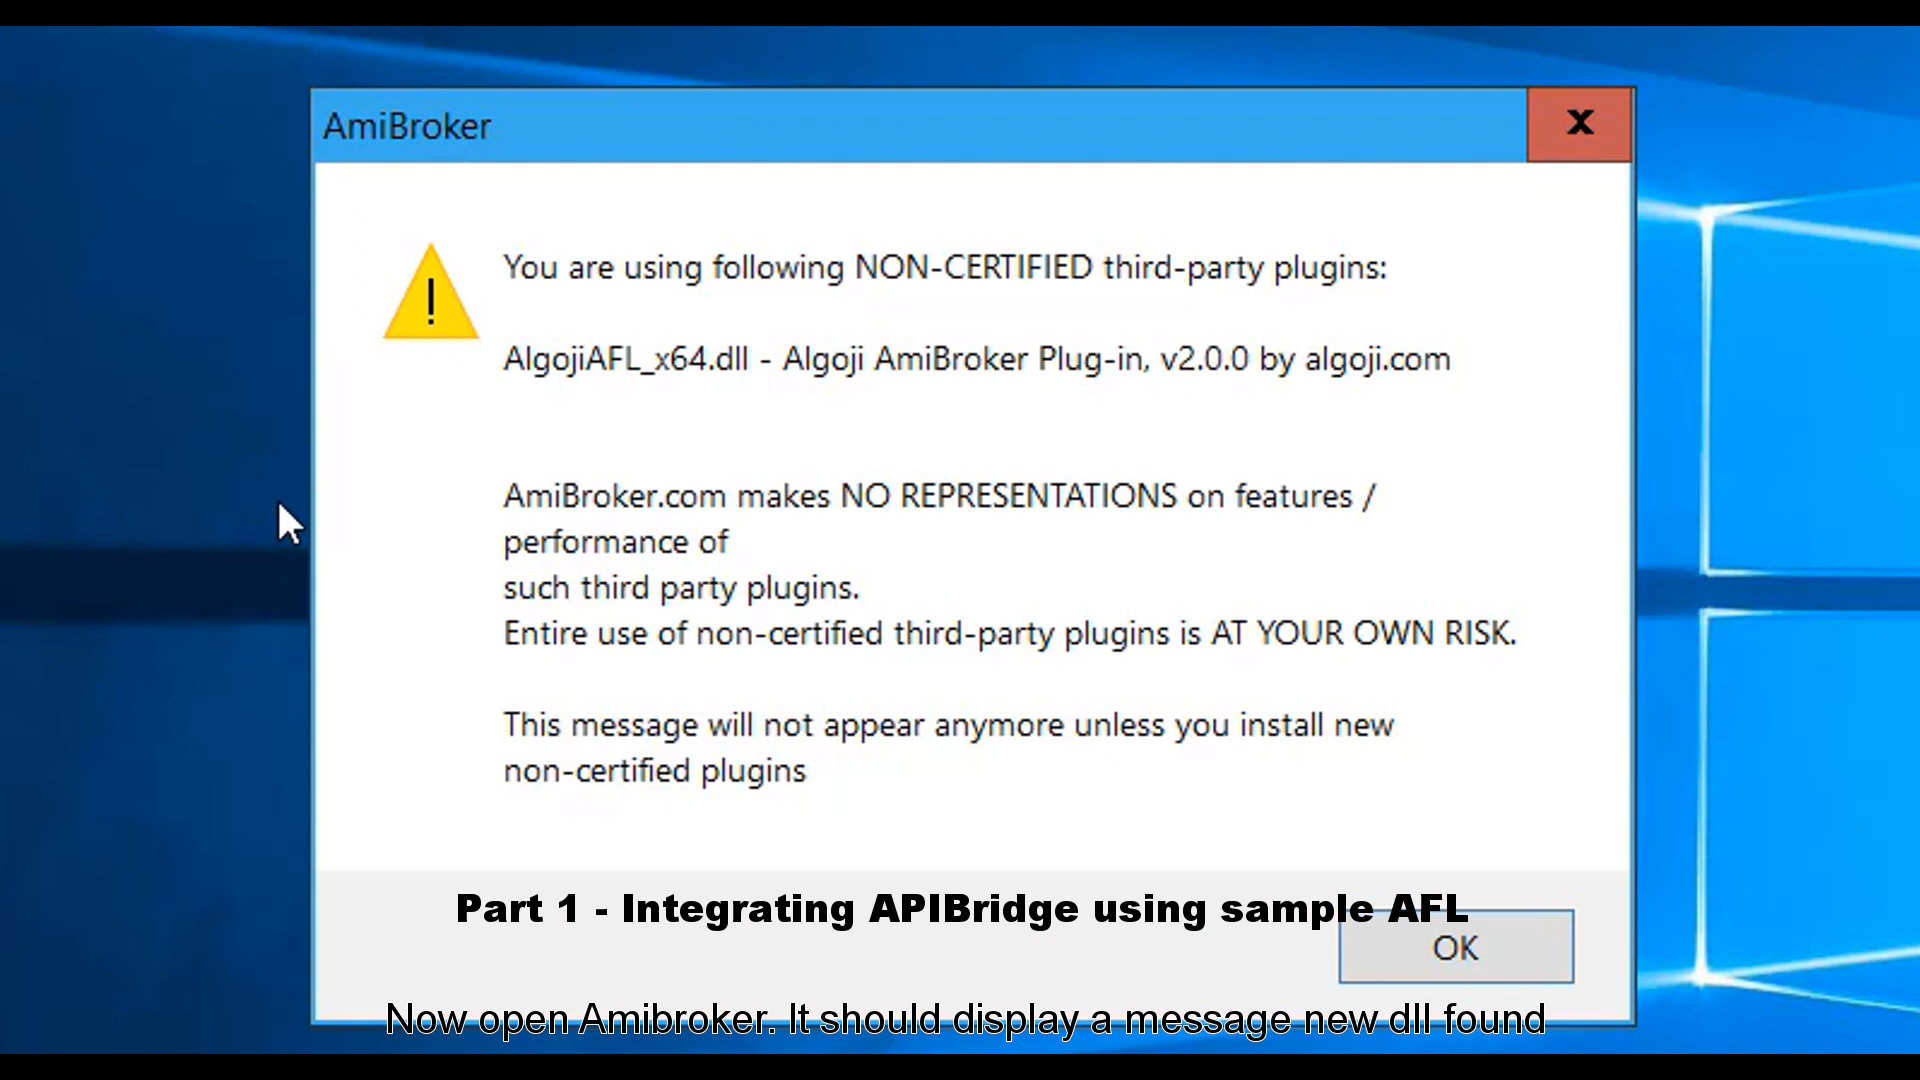 AmiBroker
x
!
You are using following NON-CERTIFIED third-party plugins:
AlgojiAFL_x64.dll - Algoji AmiBroker Plug-in, v2.0.0 by algoji.com
AmiBroker.com makes NO REPRESENTATIONS on features /
performance of
such third party plugins.
Entire use of non-certified third-party plugins is AT YOUR OWN RISK.
This message will not appear anymore unless you install new
non-certified plugins
Part 1 - Integrating APIBridge using sample AFL
OK
Now open Amibroker. It should display a message new dll found